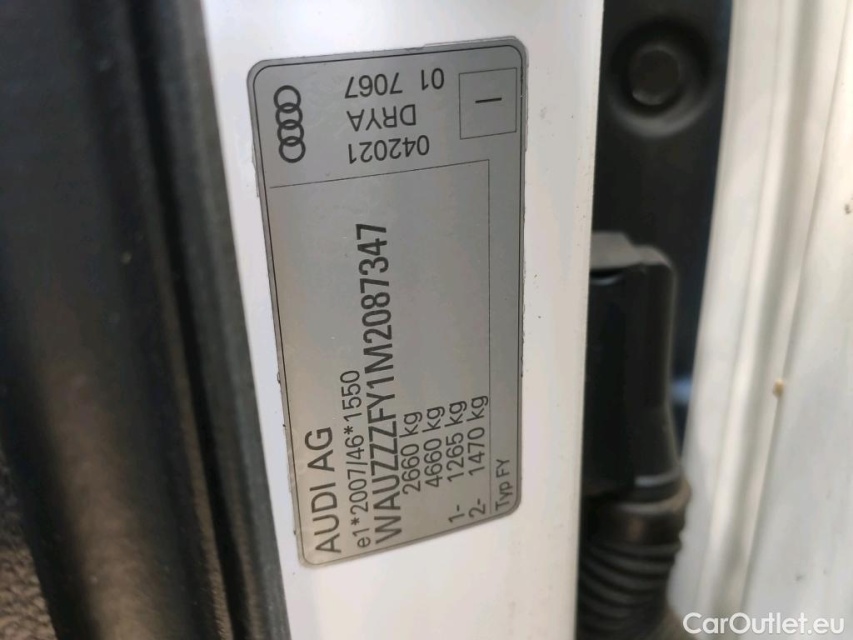 AUDI AG
e1*2007/46*1550
WAUZZZFY1M2087347
2660 kg
4660 kg
1- 1265 kg
2- 1470 kg
Typ FY
042021
DRYA
01 7067
CarOutlet.eu